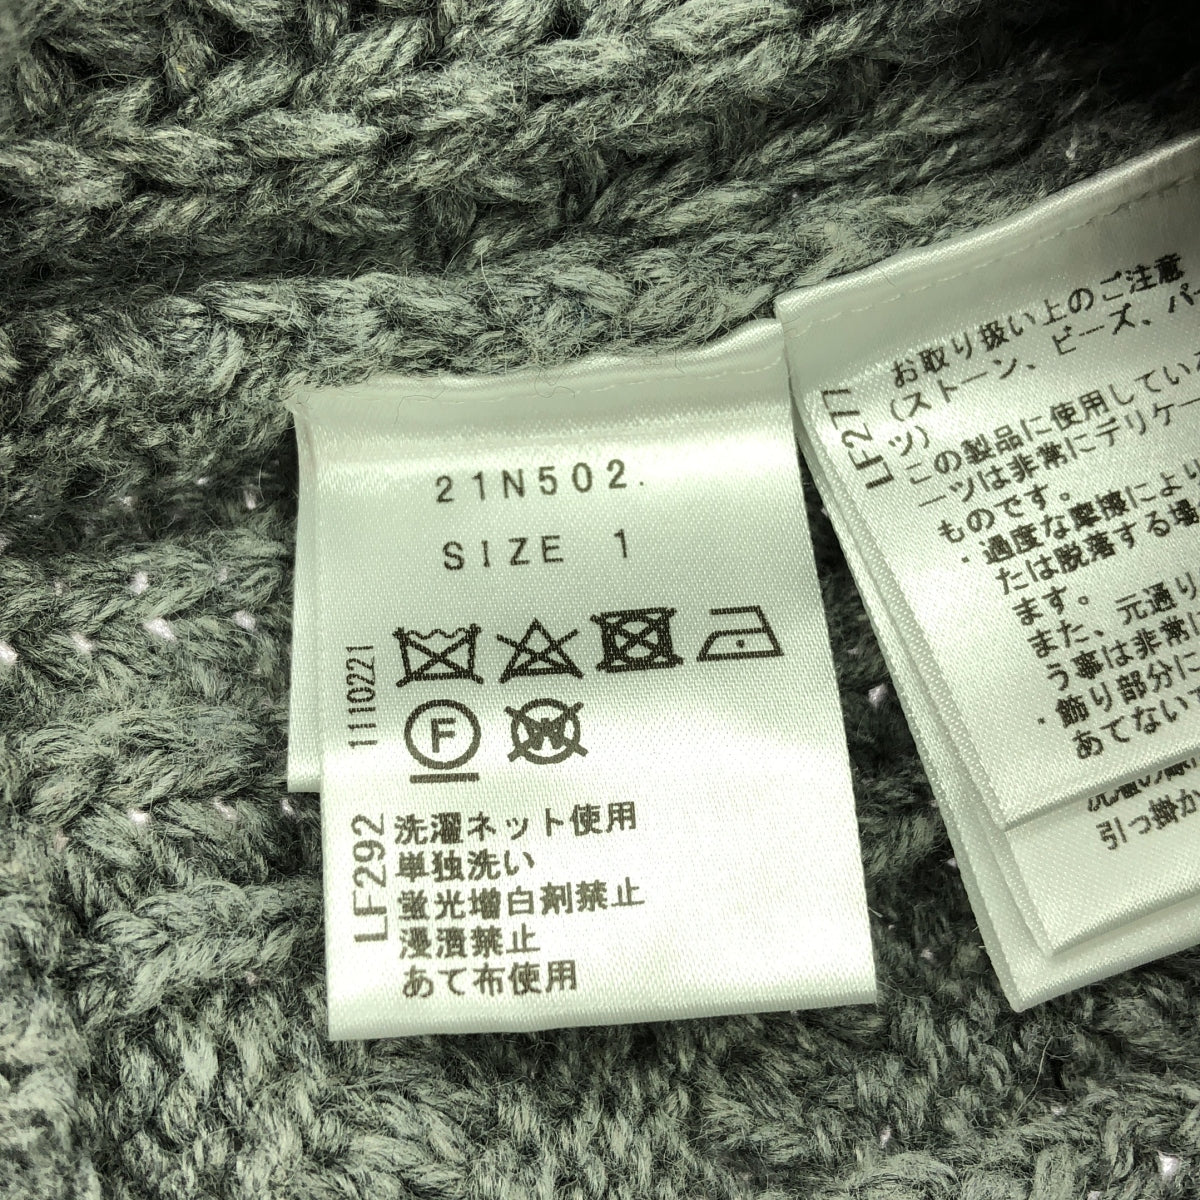 21N502.
SIZE 1
1110221
F
W
LF292
洗濯ネット使用
単独洗い
蛍光増白剤禁止
浸漬禁止
あて布使用
LF277
お取り扱い上のご注意
(ストーン、ビーズ、パー
ツ)
この製品に使用してい
ーツは非常にデリケー
ものです。
・過度な摩擦により
たは脱落する場
ます。
また、元通り
う事は非常
・飾り部分に
あてない
引っ掛か